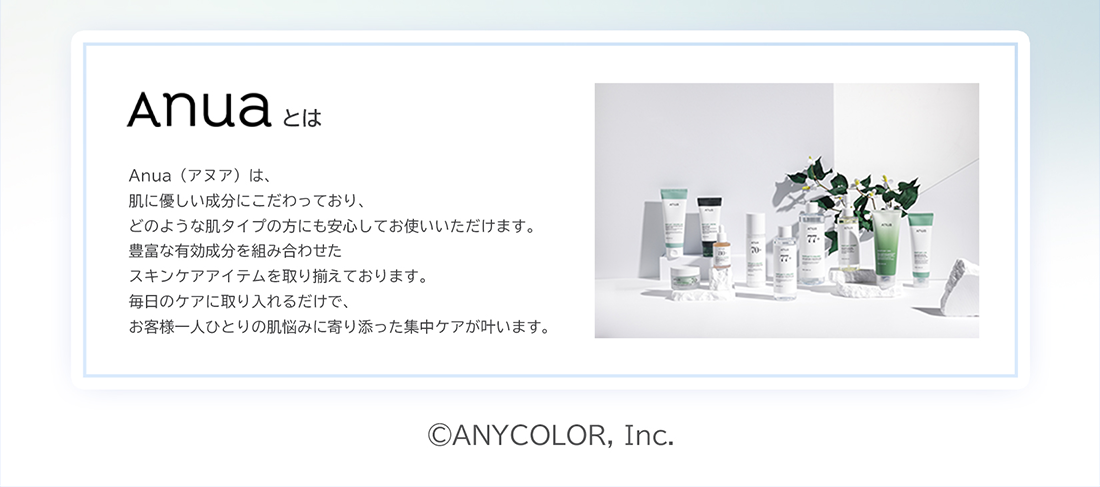 Anua とは
Anua（アヌア）は、
肌に優しい成分にこだわっており、
どのような肌タイプの方にも安心してお使いいただけます。
豊富な有効成分を組み合わせた
スキンケアアイテムを取り揃えております。
毎日のケアに取り入れるだけで、
お客様一人ひとりの肌悩みに寄り添った集中ケアが叶います。
70+
77+
77+
©ANYCOLOR, Inc.